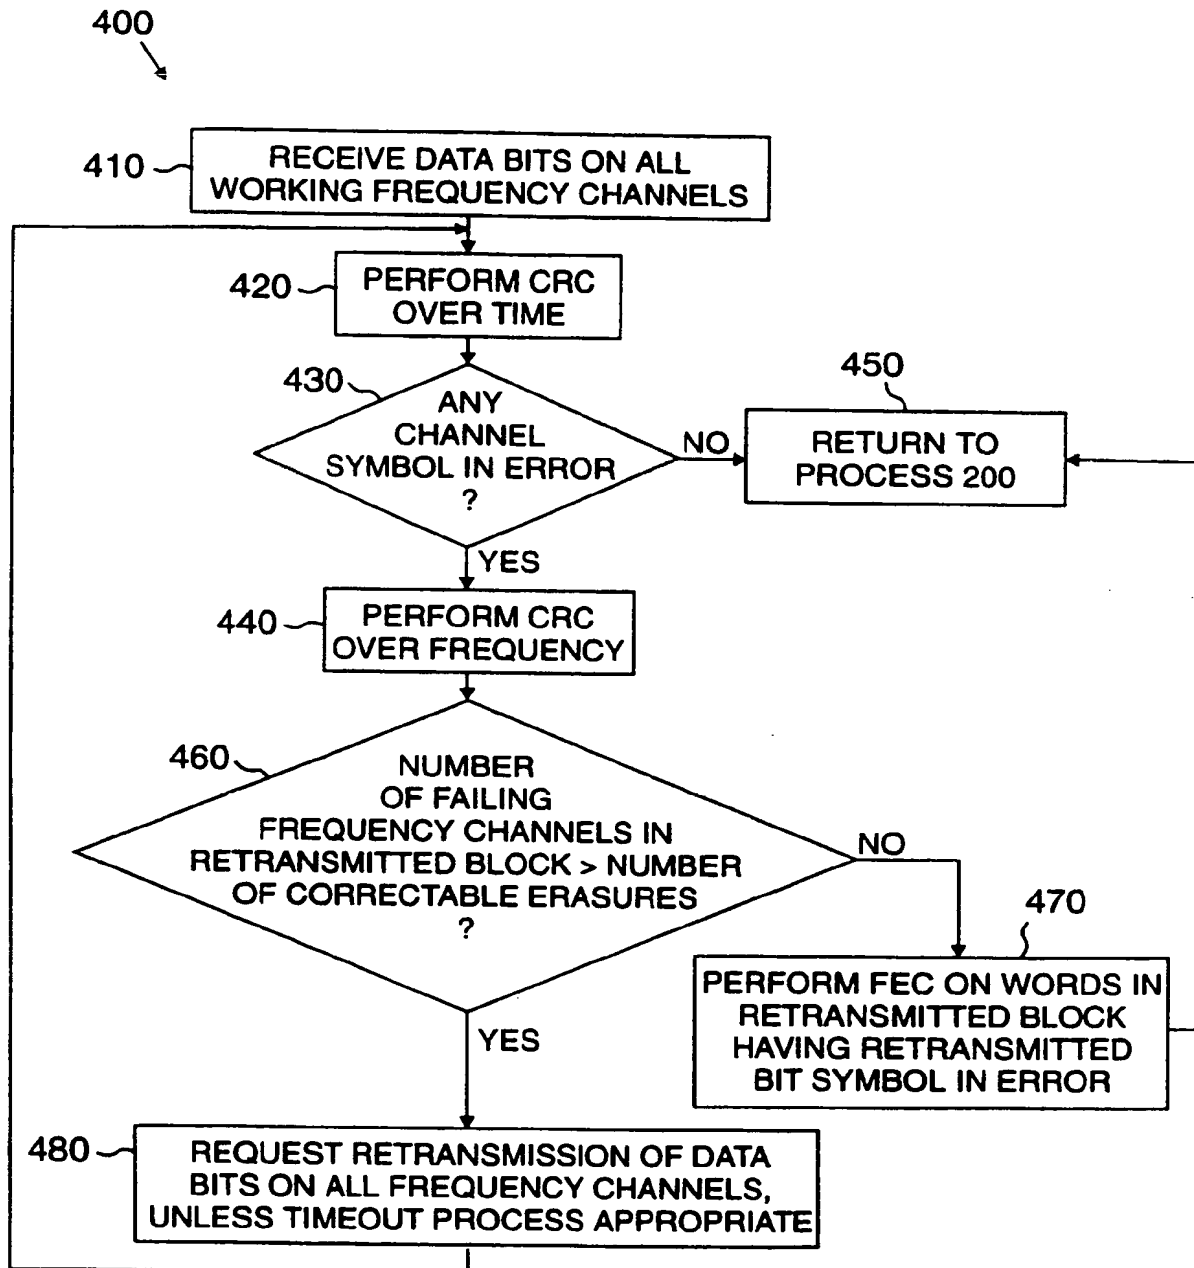 400
410
RECEIVE DATA BITS ON ALL
WORKING FREQUENCY CHANNELS
420
PERFORM CRC
OVER TIME
430
ANY
CHANNEL
SYMBOL IN ERROR
?
NO
450
RETURN TO
PROCESS 200
YES
440
PERFORM CRC
OVER FREQUENCY
460
NUMBER
OF FAILING
FREQUENCY CHANNELS IN
RETRANSMITTED BLOCK > NUMBER
OF CORRECTABLE ERASURES
?
NO
470
PERFORM FEC ON WORDS IN
RETRANSMITTED BLOCK
HAVING RETRANSMITTED
BIT SYMBOL IN ERROR
YES
480
REQUEST RETRANSMISSION OF DATA
BITS ON ALL FREQUENCY CHANNELS,
UNLESS TIMEOUT PROCESS APPROPRIATE